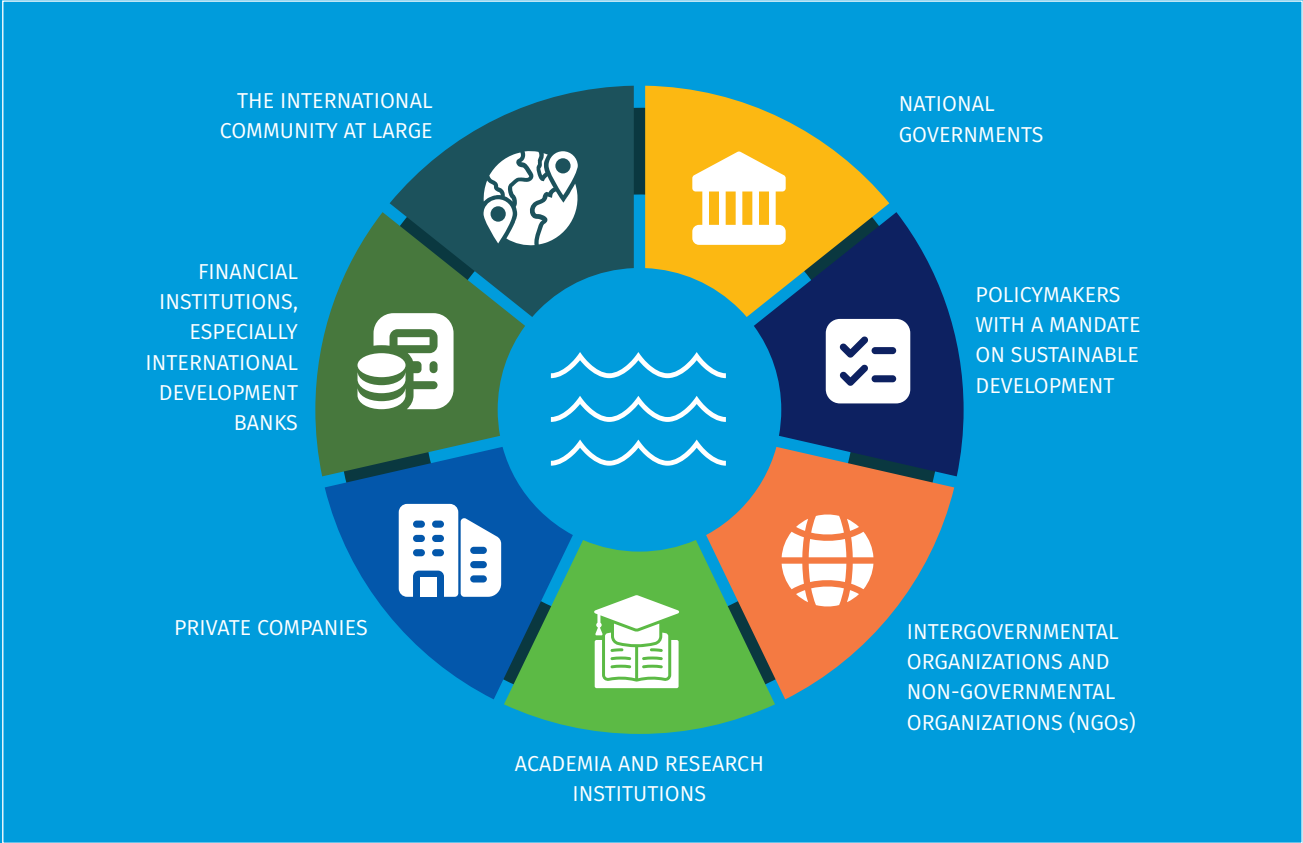 THE INTERNATIONAL
COMMUNITY AT LARGE
NATIONAL
GOVERNMENTS
FINANCIAL
INSTITUTIONS,
ESPECIALLY
INTERNATIONAL
DEVELOPMENT
BANKS
POLICYMAKERS
WITH A MANDATE
ON SUSTAINABLE
DEVELOPMENT
PRIVATE COMPANIES
INTERGOVERNMENTAL
ORGANIZATIONS AND
NON-GOVERNMENTAL
ORGANIZATIONS (NGOs)
ACADEMIA AND RESEARCH
INSTITUTIONS